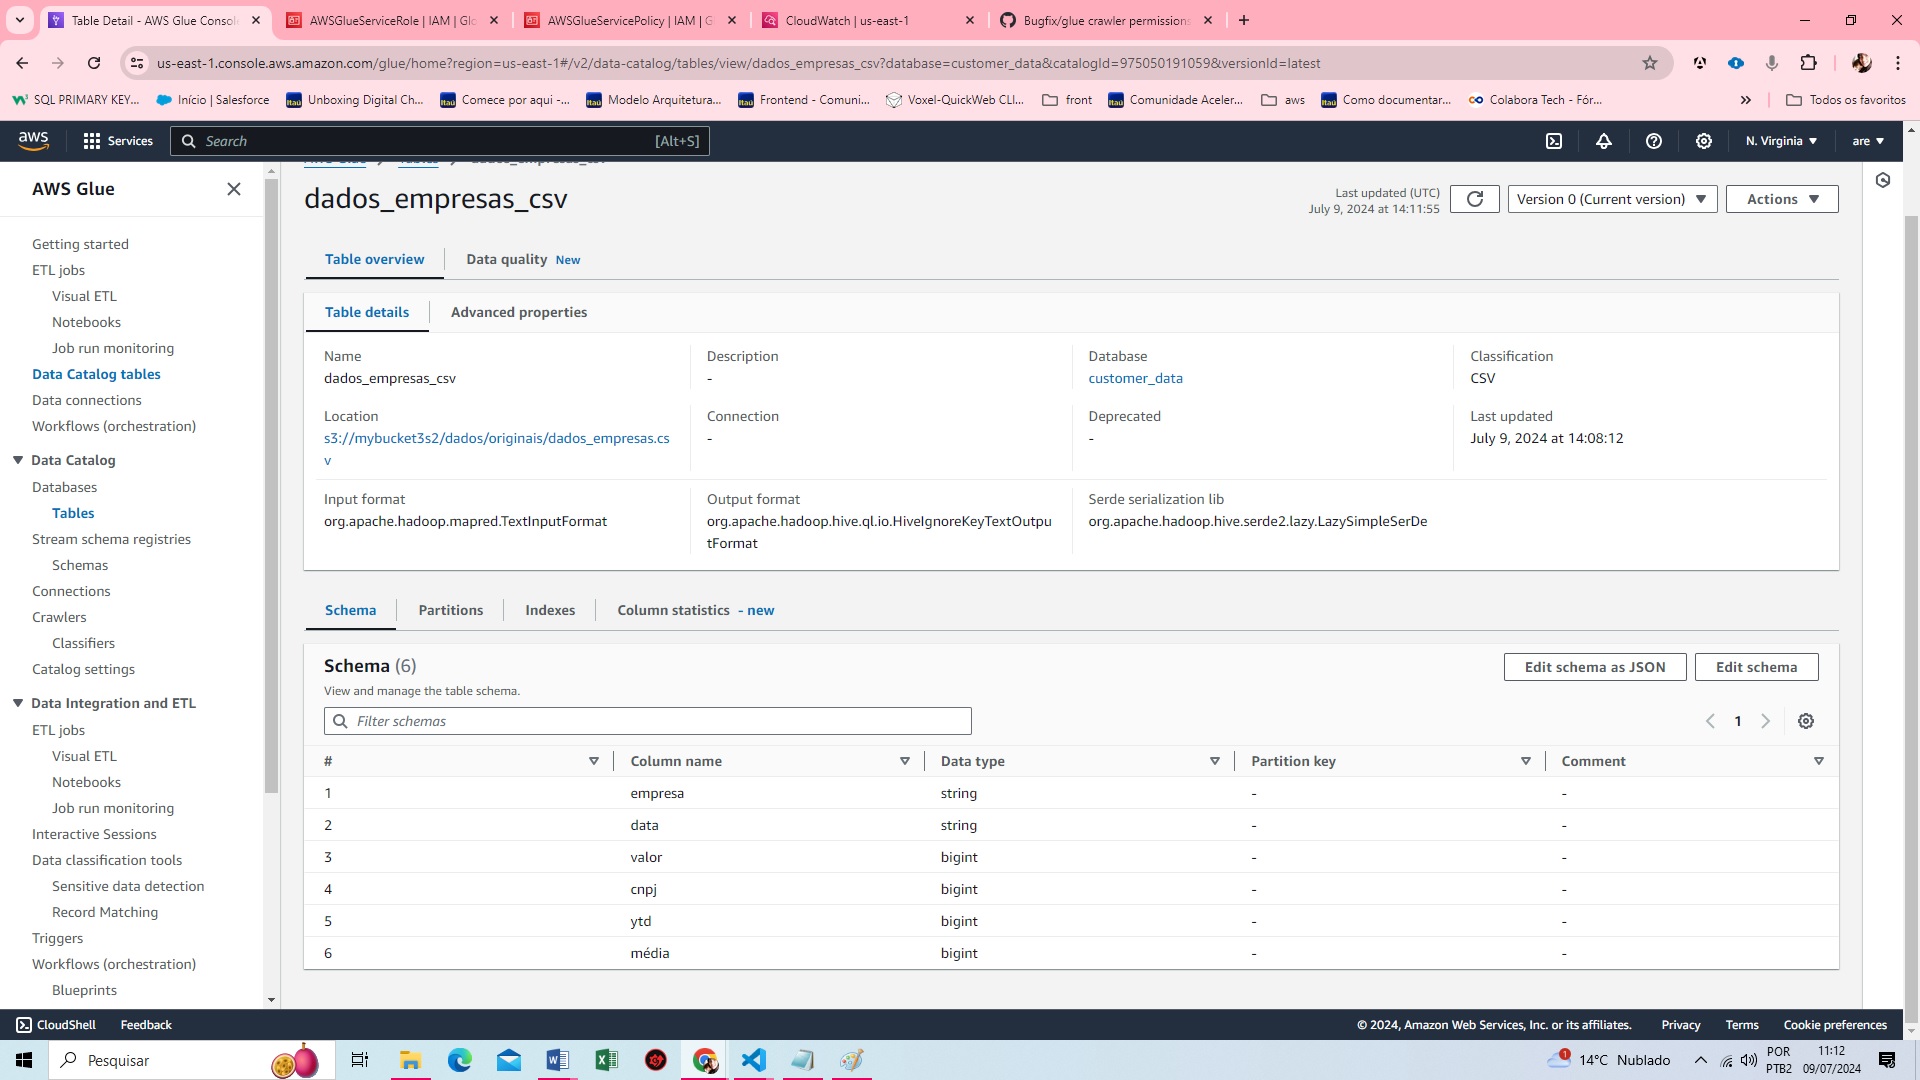 Table Detail - AWS Glue Consol
AWSGlueServiceRole | IAM | Glo
AWSGlueServicePolicy | IAM | G
CloudWatch | us-east-1
Bugfix/glue crawler permissions
us-east-1.console.aws.amazon.com/glue/home?region=us-east-1#/v2/data-catalog/tables/view/dados_empresas_csv?database=customer_data&catalogId=975050191059&versionId=latest
SQL PRIMARY KEY...
Início | Salesforce
Unboxing Digital Ch...
Comece por aqui -...
Modelo Arquitetura...
Frontend - Comuni...
Voxel-QuickWeb CLI...
front
Comunidade Aceler...
aws
Como documentar...
Colabora Tech - Fór...
Todos os favoritos
aws
Services
Search
[Alt+S]
N. Virginia
are
AWS Glue
Getting started
ETL jobs
Visual ETL
Notebooks
Job run monitoring
Data Catalog tables
Data connections
Workflows (orchestration)
Data Catalog
Databases
Tables
Stream schema registries
Schemas
Connections
Crawlers
Classifiers
Catalog settings
Data Integration and ETL
ETL jobs
Visual ETL
Notebooks
Job run monitoring
Interactive Sessions
Data classification tools
Sensitive data detection
Record Matching
Triggers
Workflows (orchestration)
Blueprints
AWS Glue
Tables
dados_empresas_csv
dados_empresas_csv
Last updated (UTC)
July 9, 2024 at 14:11:55
Version 0 (Current version)
Actions
Table overview
Data quality New
Table details
Advanced properties
Name
dados_empresas_csv
Description
-
Database
customer_data
Classification
CSV
Location
s3://mybucket3s2/dados/originais/dados_empresas.cs
v
Connection
-
Deprecated
-
Last updated
July 9, 2024 at 14:08:12
Input format
org.apache.hadoop.mapred.TextInputFormat
Output format
org.apache.hadoop.hive.ql.io.HiveIgnoreKeyTextOutpu
tFormat
Serde serialization lib
org.apache.hadoop.hive.serde2.lazy.LazySimpleSerDe
Schema
Partitions
Indexes
Column statistics - new
Schema (6)
View and manage the table schema.
Edit schema as JSON
Edit schema
Filter schemas
1
# Column name Data type Partition key Comment
1 empresa string - -
2 data string - -
3 valor bigint - -
4 cnpj bigint - -
5 ytd bigint - -
6 média bigint - -
CloudShell
Feedback
© 2024, Amazon Web Services, Inc. or its affiliates.
Privacy
Terms
Cookie preferences
Pesquisar
1
14°C Nublado
POR
PTB2
11:12
09/07/2024